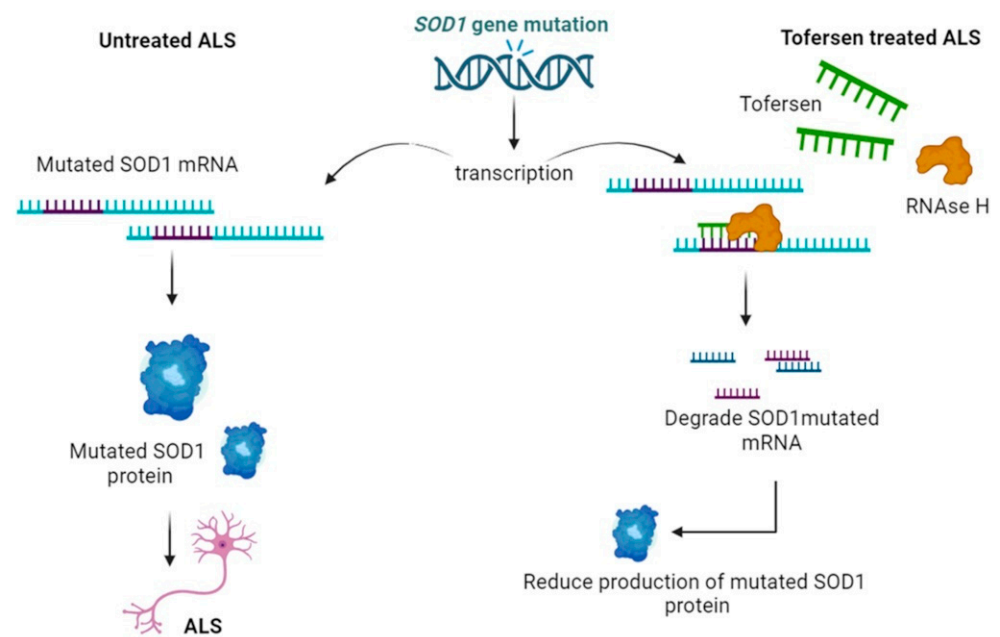 Untreated ALS
SOD1 gene mutation
Tofersen treated ALS
Tofersen
Mutated SOD1 mRNA
transcription
RNAse H
Mutated SOD1
protein
Degrade SOD1mutated
mRNA
Reduce production of mutated SOD1
protein
ALS